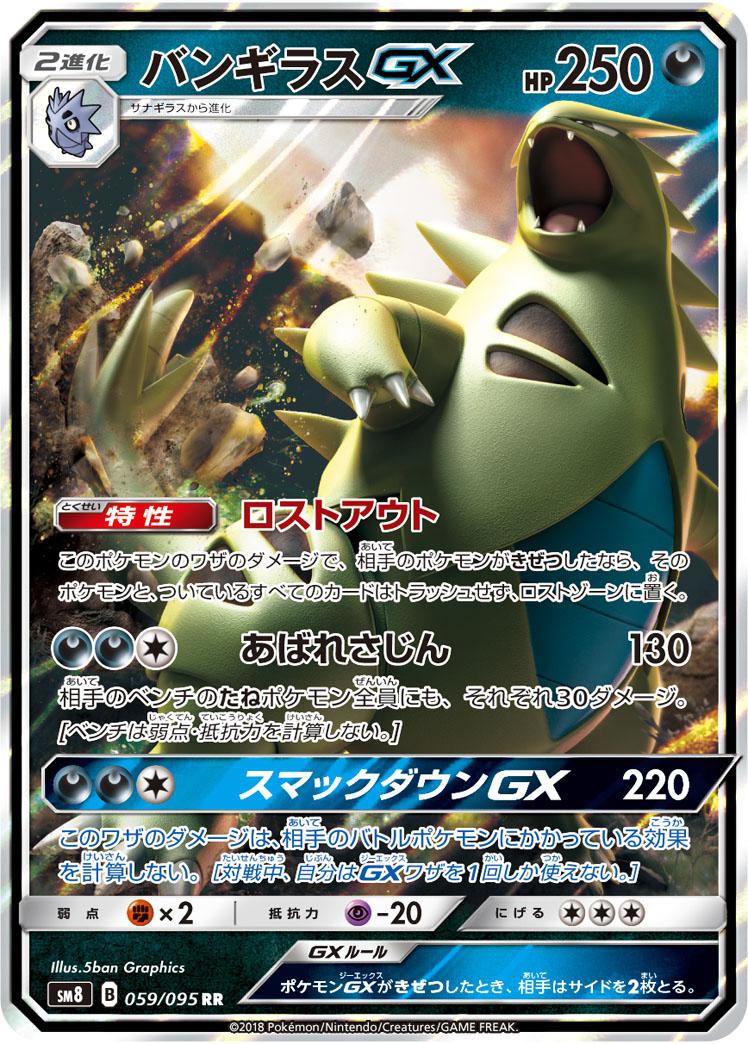 2進化
バンギラスGX
HP250
サナギラスから進化
とくせい
特性 ロストアウト
このポケモンのワザのダメージで、相手のポケモンがきぜつしたなら、その
ポケモンと、ついているすべてのカードはトラッシュせず、ロストゾーンに置く。
あばれさじん 130
相手のベンチのたねポケモン全員にも、それぞれ30ダメージ。
[ベンチは弱点・抵抗力を計算しない。]
スマックダウンGX 220
このワザのダメージは、相手のバトルポケモンにかかっている効果
を計算しない。[対戦中、自分はGXワザを1回しか使えない。]
弱点 ×2 抵抗力 -20 にげる
GXルール
ポケモンGXがきぜつしたとき、相手はサイドを2枚とる。
Illus.5ban Graphics
SM8 B 059/095 RR
©2018 Pokémon/Nintendo/Creatures/GAME FREAK.